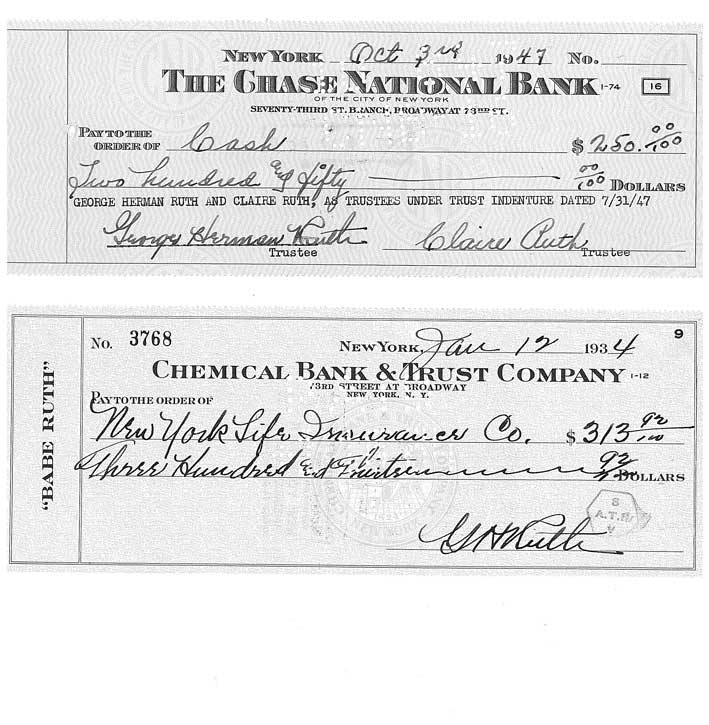 NEW YORK Oct 3rd 1947 No.
THE CHASE NATIONAL BANK 1-74 16
OF THE CITY OF NEW YORK
SEVENTY-THIRD ST. BRANCH, BROADWAY AT 73RD ST.
PAY TO THE
ORDER OF Cash $250.00/100
Two hundred and fifty 00/100 DOLLARS
GEORGE HERMAN RUTH AND CLAIRE RUTH, AS TRUSTEES UNDER TRUST INDENTURE DATED 7/31/47
George Herman Ruth Claire Ruth
Trustee Trustee
"BABE RUTH"
No. 3768 9
NEW YORK, Jan 12 1934
CHEMICAL BANK & TRUST COMPANY 1-12
73RD STREET AT BROADWAY
NEW YORK, N. Y.
PAY TO THE ORDER OF
New York Life Insurance Co. $313 92/100
Three Hundred and 92 DOLLARS
8
A.T.R.
V
G H Ruth